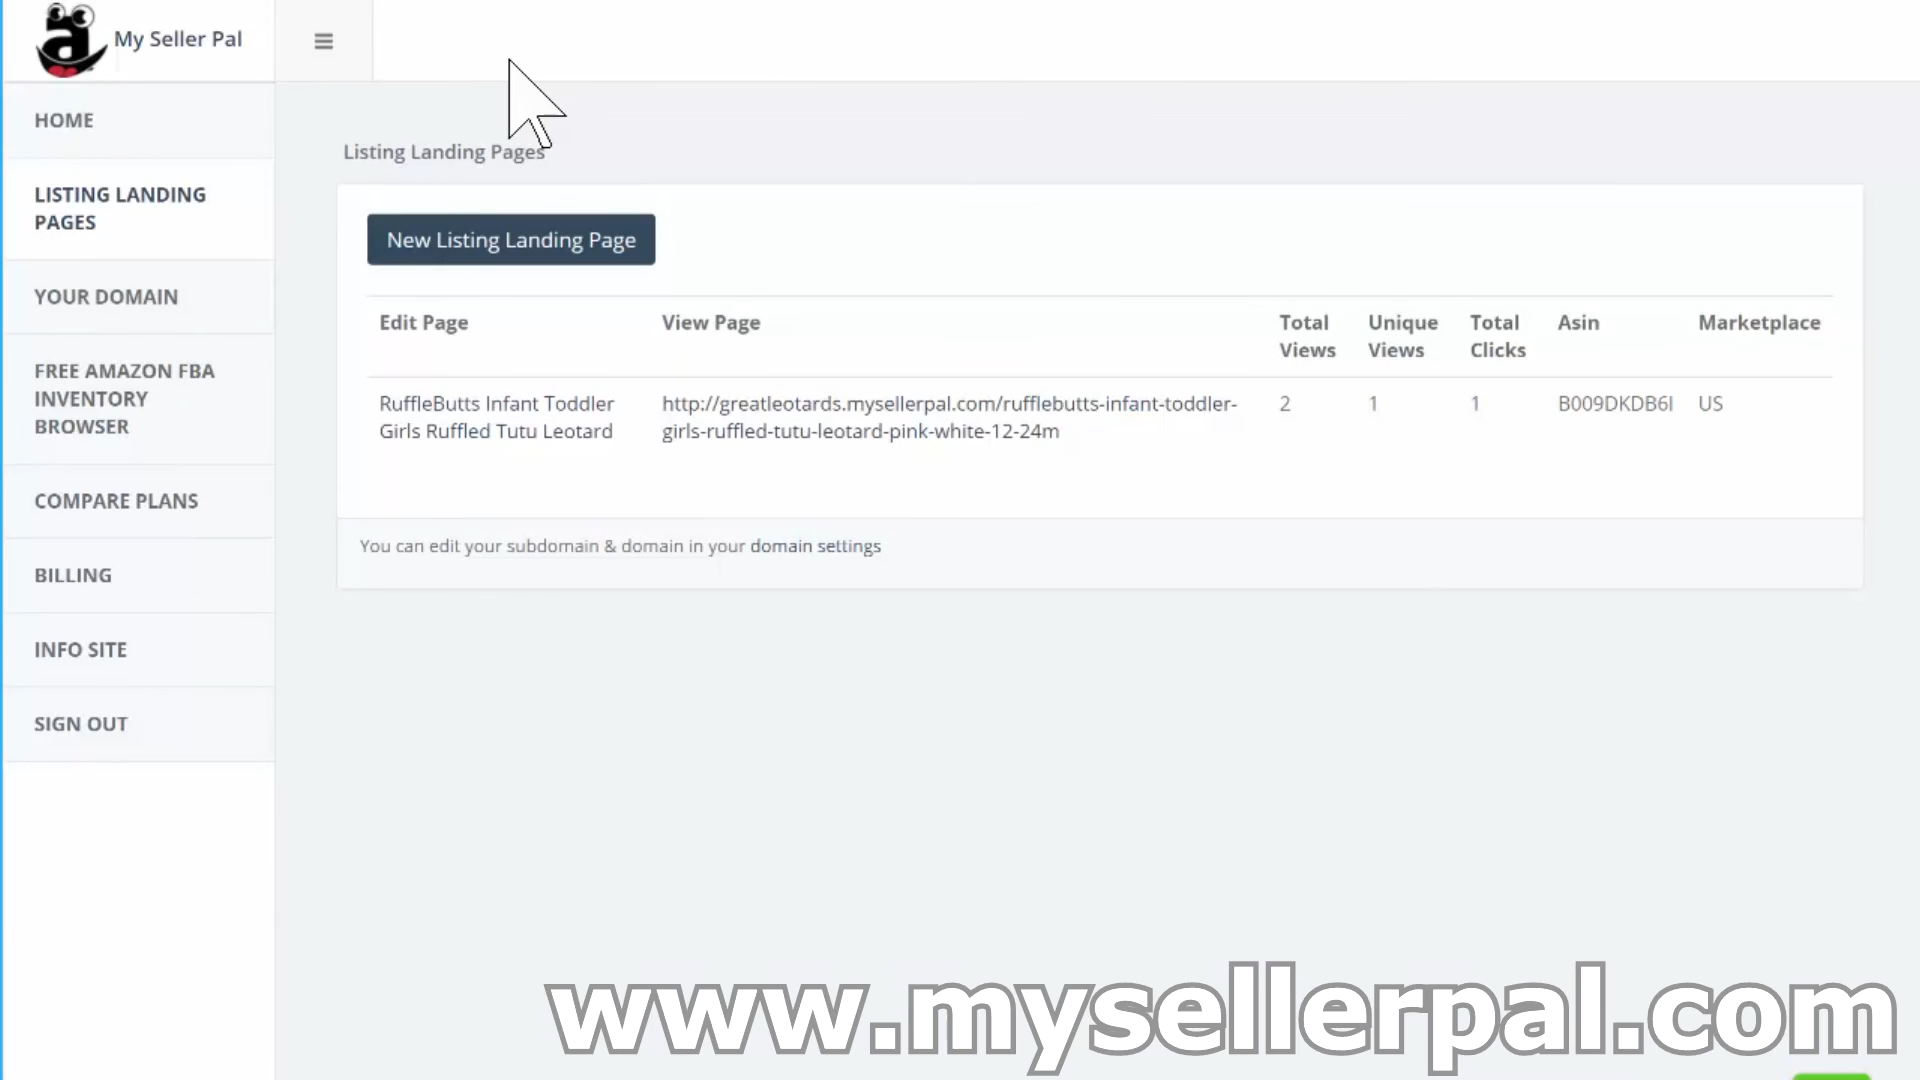 My Seller Pal
HOME
LISTING LANDING
PAGES
YOUR DOMAIN
FREE AMAZON FBA
INVENTORY
BROWSER
COMPARE PLANS
BILLING
INFO SITE
SIGN OUT
Listing Landing Pages
New Listing Landing Page
Edit Page View Page Total Views Unique Views Total Clicks Asin Marketplace
RuffleButts Infant Toddler
Girls Ruffled Tutu Leotard
http://greatleotards.mysellerpal.com/rufflebutts-infant-toddler-
girls-ruffled-tutu-leotard-pink-white-12-24m
2 1 1 B009DKDB6I US
You can edit your subdomain & domain in your domain settings
www.mysellerpal.com